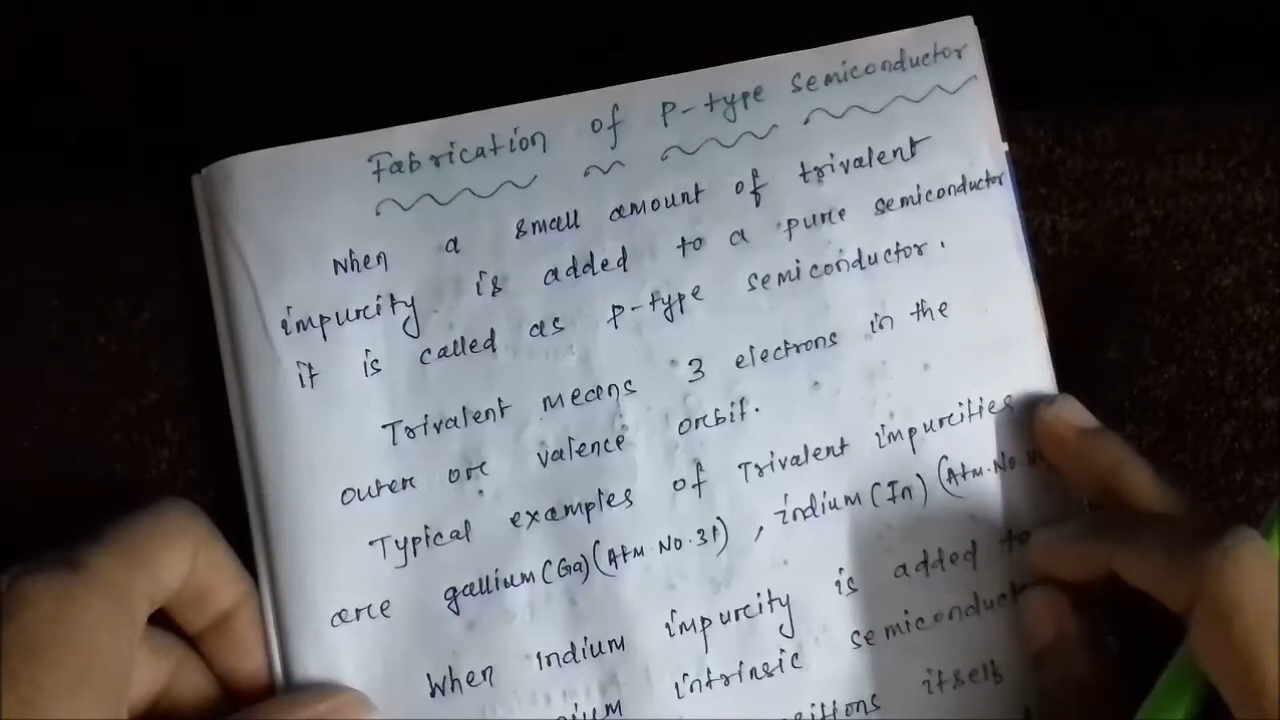 Fabrication of P-type semiconductor
When a small amount of trivalent
impurity is added to a pure semiconductor
it is called as p-type semiconductor.
Trivalent means 3 electrons in the
outer or valence orbit.
Typical examples of Trivalent impurities
are gallium (Ga) (Atm. No. 31), indium (In) (Atm. No.
When Indium impurity is added to
intrinsic
itself